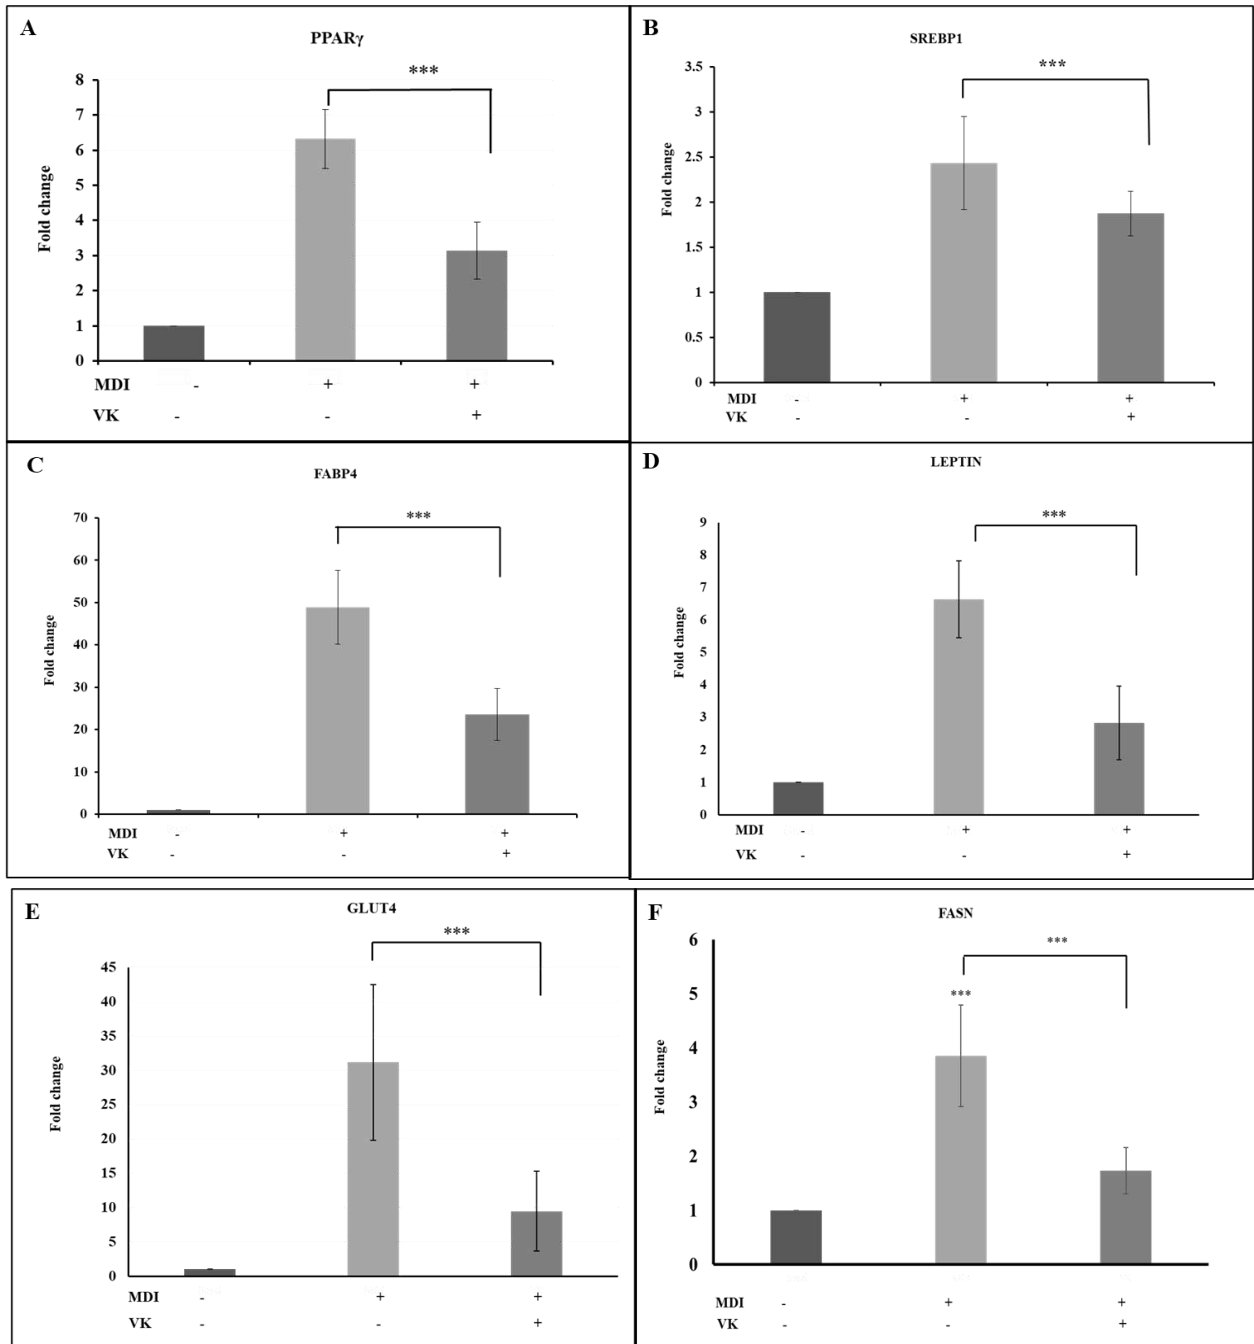 A
PPARγ
***
8
7
6
5
4
3
2
1
0
Fold change
MDI - + +
VK - - +
B
SREBP1
***
3.5
3
2.5
2
1.5
1
0.5
0
Fold change
MDI - + +
VK - - +
C
FABP4
***
70
60
50
40
30
20
10
0
Fold change
MDI - + +
VK - - +
D
LEPTIN
***
9
8
7
6
5
4
3
2
1
0
Fold change
MDI - + +
VK - - +
E
GLUT4
***
45
40
35
30
25
20
15
10
5
0
Fold change
MDI - + +
VK - - +
F
FASN
***
***
6
5
4
3
2
1
0
Fold change
MDI - + +
VK - - +